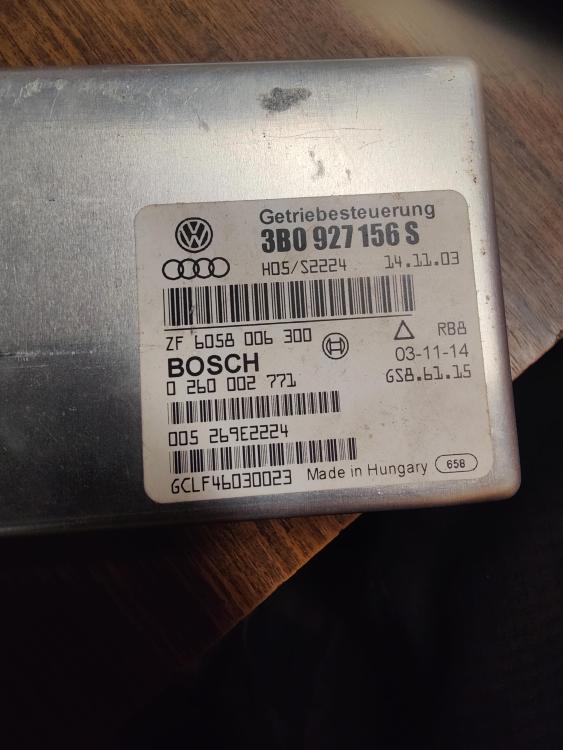 Getriebesteuerung
3B0 927 156 S
H05/S2224 14.11.03
ZF 6058 006 300
RB8
BOSCH
03-11-14
0 260 002 771
GS8.61.15
005 269E2224
GCLF46030023
Made in Hungary
658